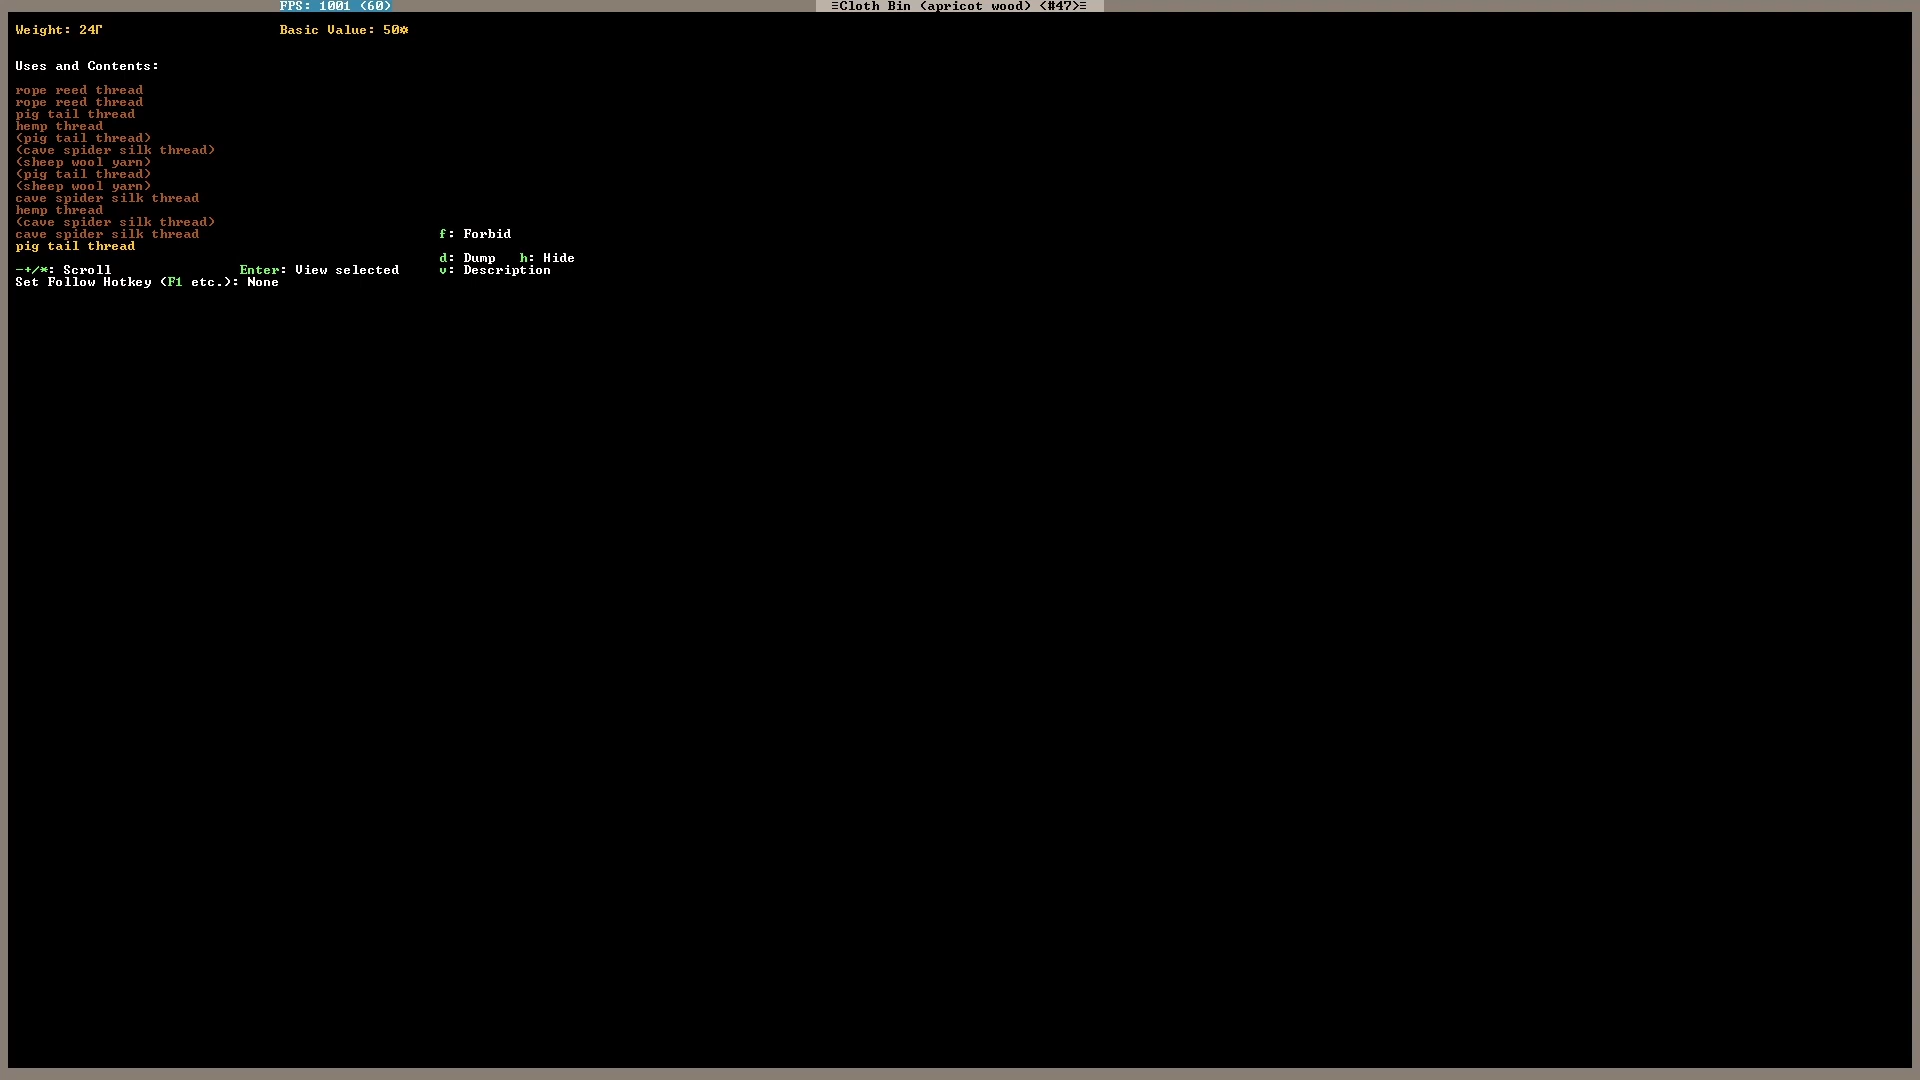 FPS: 1001 (60)
≡Cloth Bin (apricot wood) <#47>≡
Weight: 24Γ Basic Value: 50☼
Uses and Contents:
rope reed thread
rope reed thread
pig tail thread
hemp thread
(pig tail thread)
(cave spider silk thread)
(sheep wool yarn)
(pig tail thread)
(sheep wool yarn)
cave spider silk thread
hemp thread
(cave spider silk thread)
cave spider silk thread
f: Forbid
pig tail thread
d: Dump h: Hide
-+/*: Scroll Enter: View selected v: Description
Set Follow Hotkey (F1 etc.): None